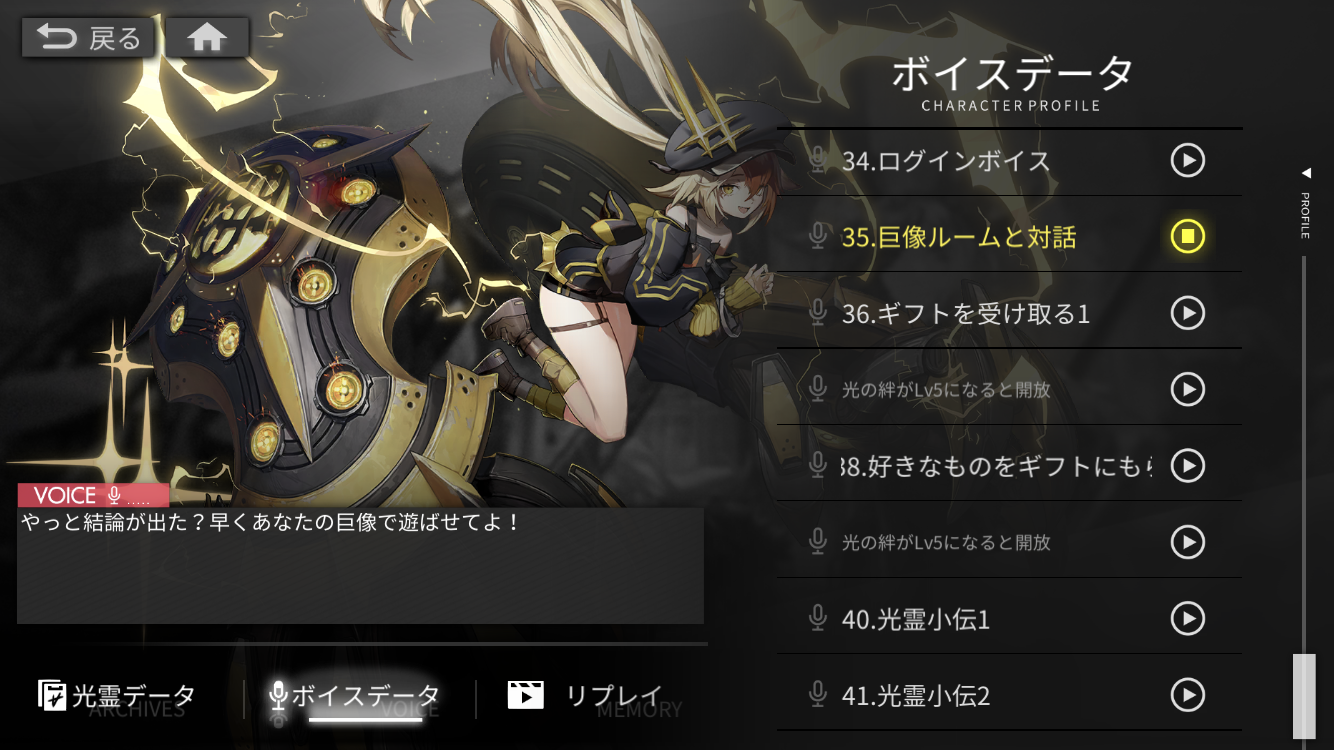 戻る
ボイスデータ
CHARACTER PROFILE
34.ログインボイス
35.巨像ルームと対話
36.ギフトを受け取る1
光の絆がLv5になると開放
38.好きなものをギフトにもら
光の絆がLv5になると開放
40.光霊小伝1
41.光霊小伝2
PROFILE
VOICE
やっと結論が出た？早くあなたの巨像で遊ばせてよ！
光霊データ
ARCHIVES
ボイスデータ
VOICE
リプレイ
MEMORY